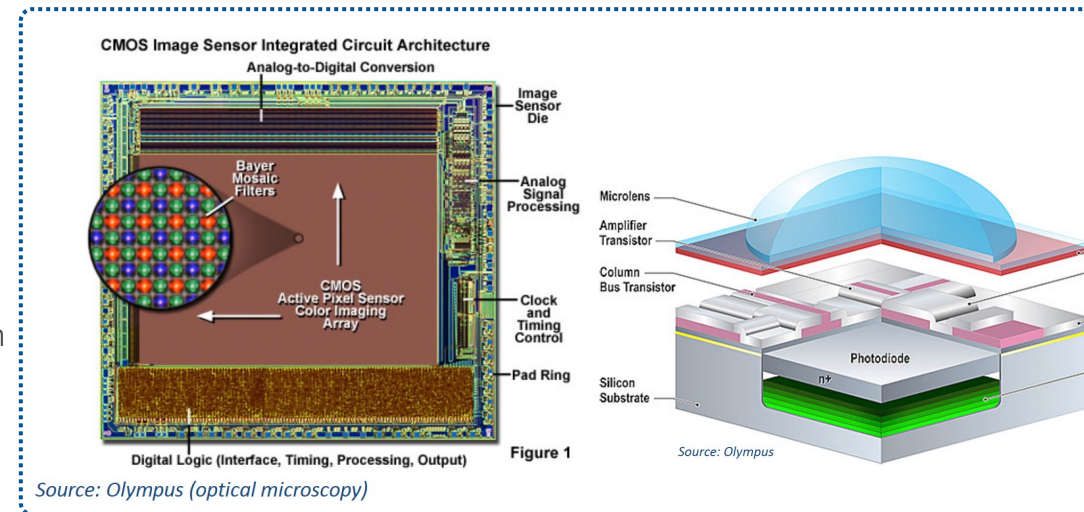 CMOS Image Sensor Integrated Circuit Architecture
Analog-to-Digital Conversion
Image
Sensor
Die
Bayer
Mosaic
Filters
Analog
Signal
Processing
CMOS
Active Pixel Sensor
Color Imaging
Array
Clock
and
Timing
Control
Pad Ring
Digital Logic (Interface, Timing, Processing, Output)
Figure 1
Source: Olympus (optical microscopy)
Microlens
Amplifier
Transistor
Column
Bus Transistor
Silicon
Substrate
Photodiode
n+
Source: Olympus